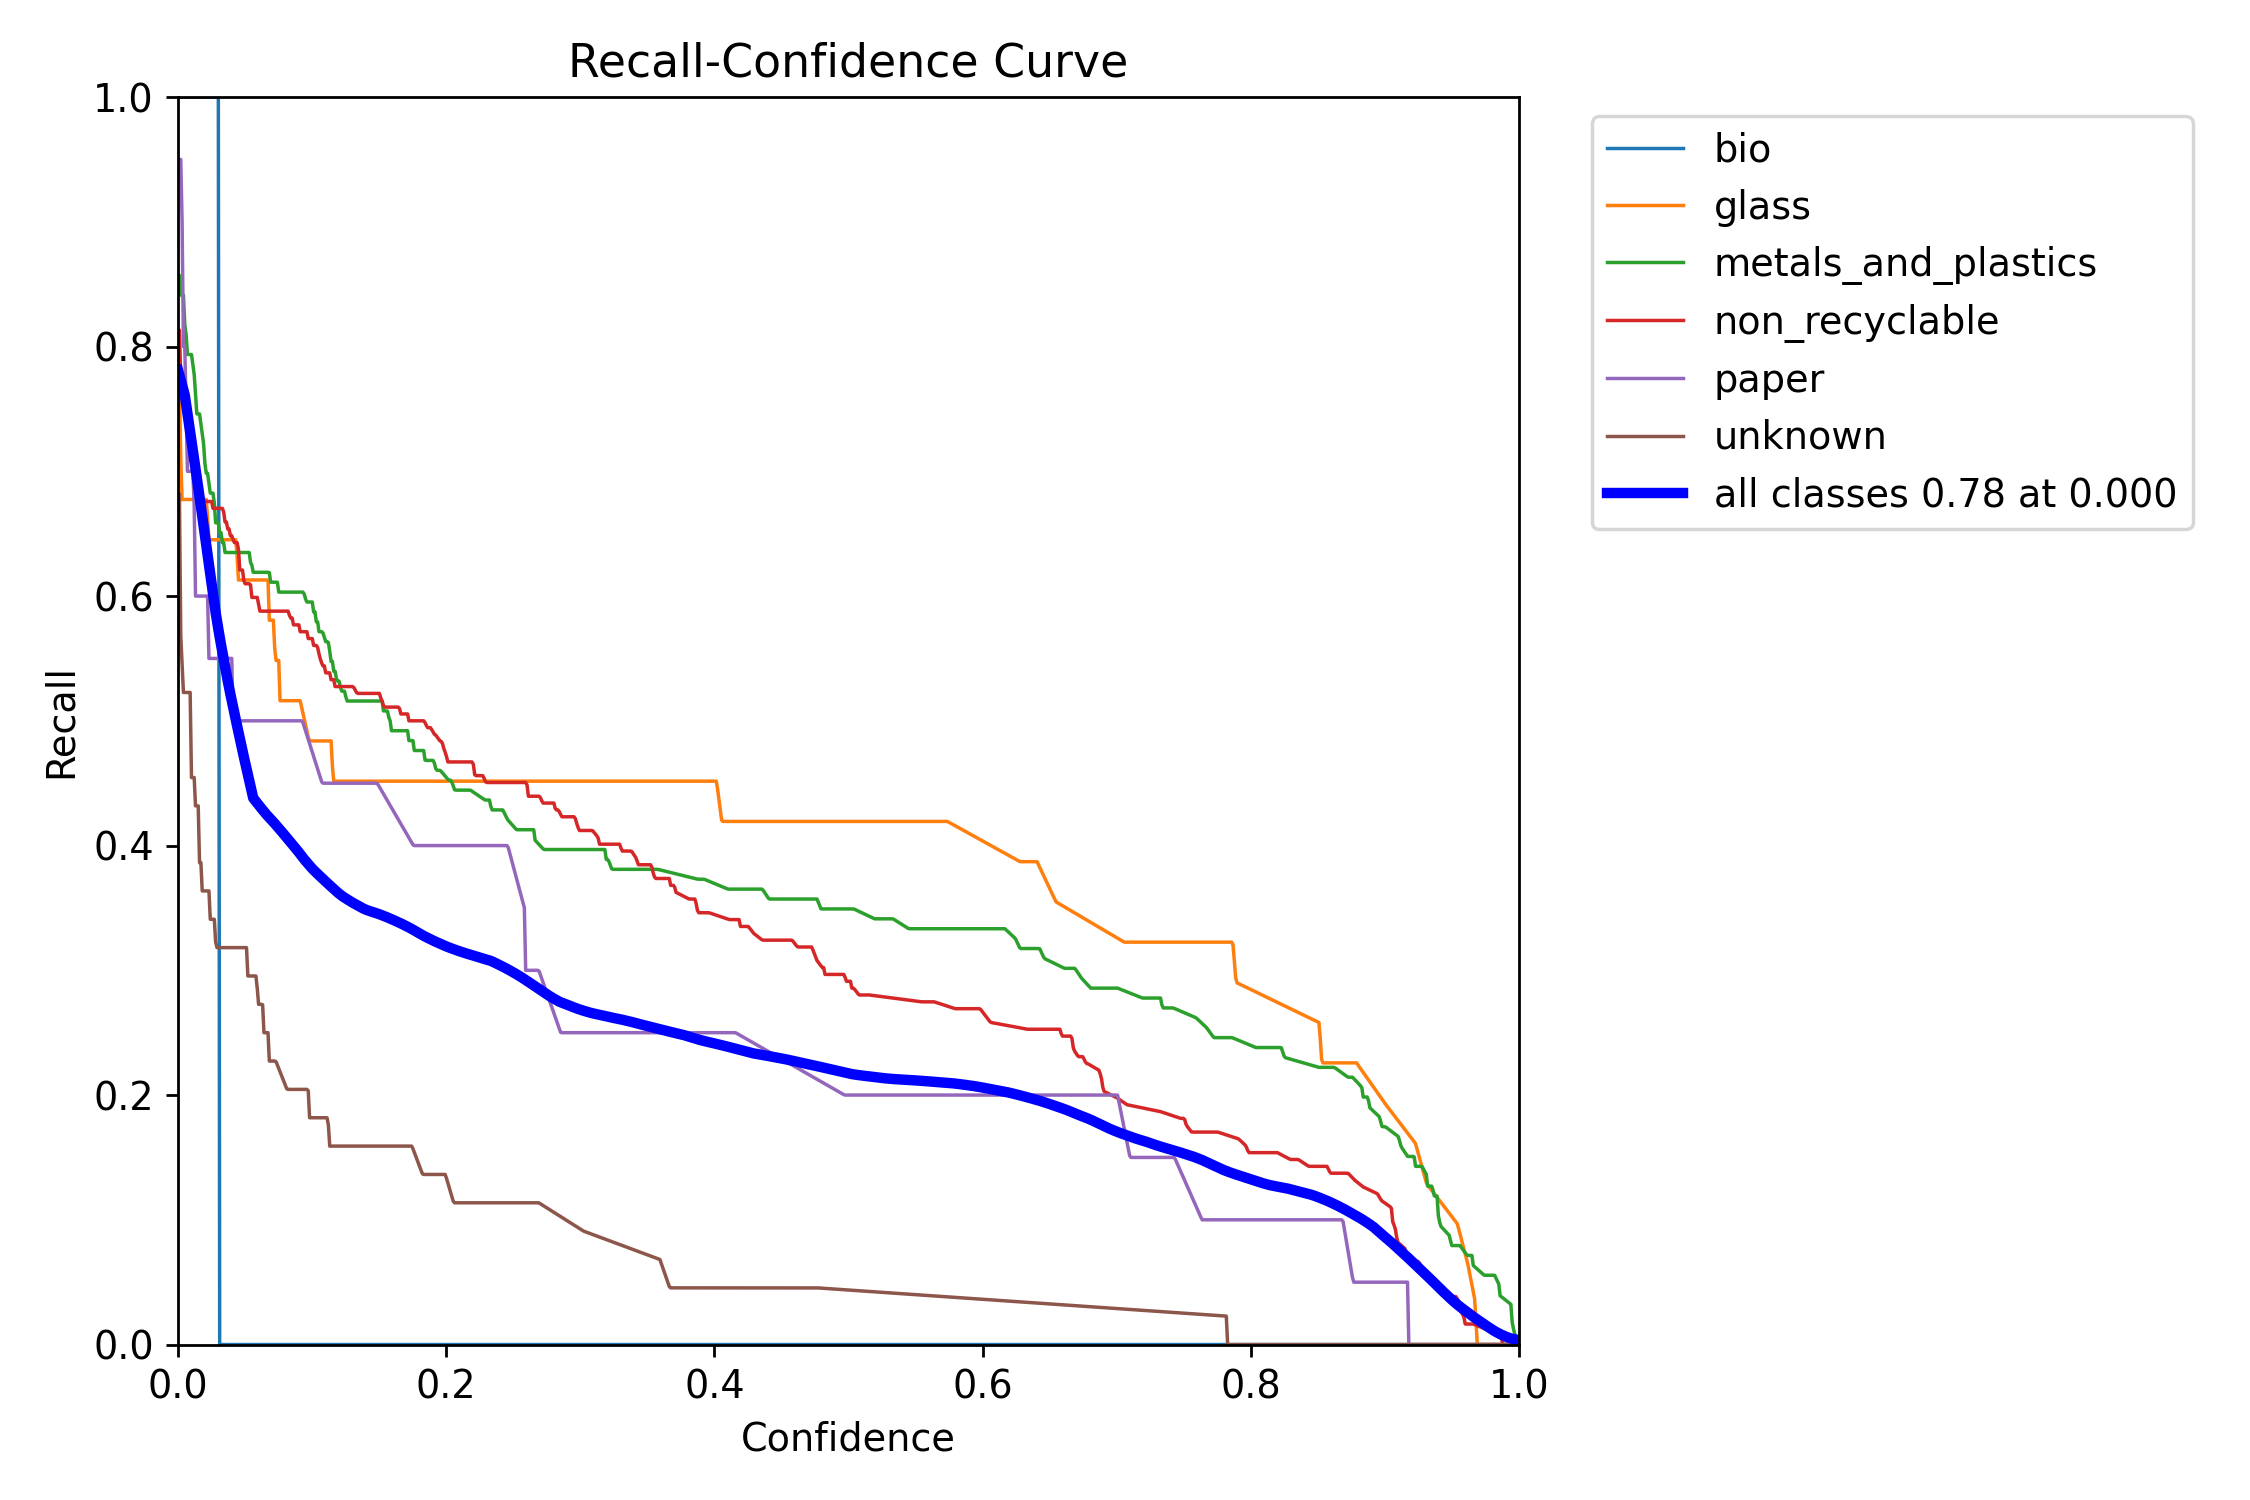 Recall-Confidence Curve
1.0
0.8
0.6
0.4
0.2
0.0
Recall
0.0 0.2 0.4 0.6 0.8 1.0
Confidence
bio
glass
metals_and_plastics
non_recyclable
paper
unknown
all classes 0.78 at 0.000